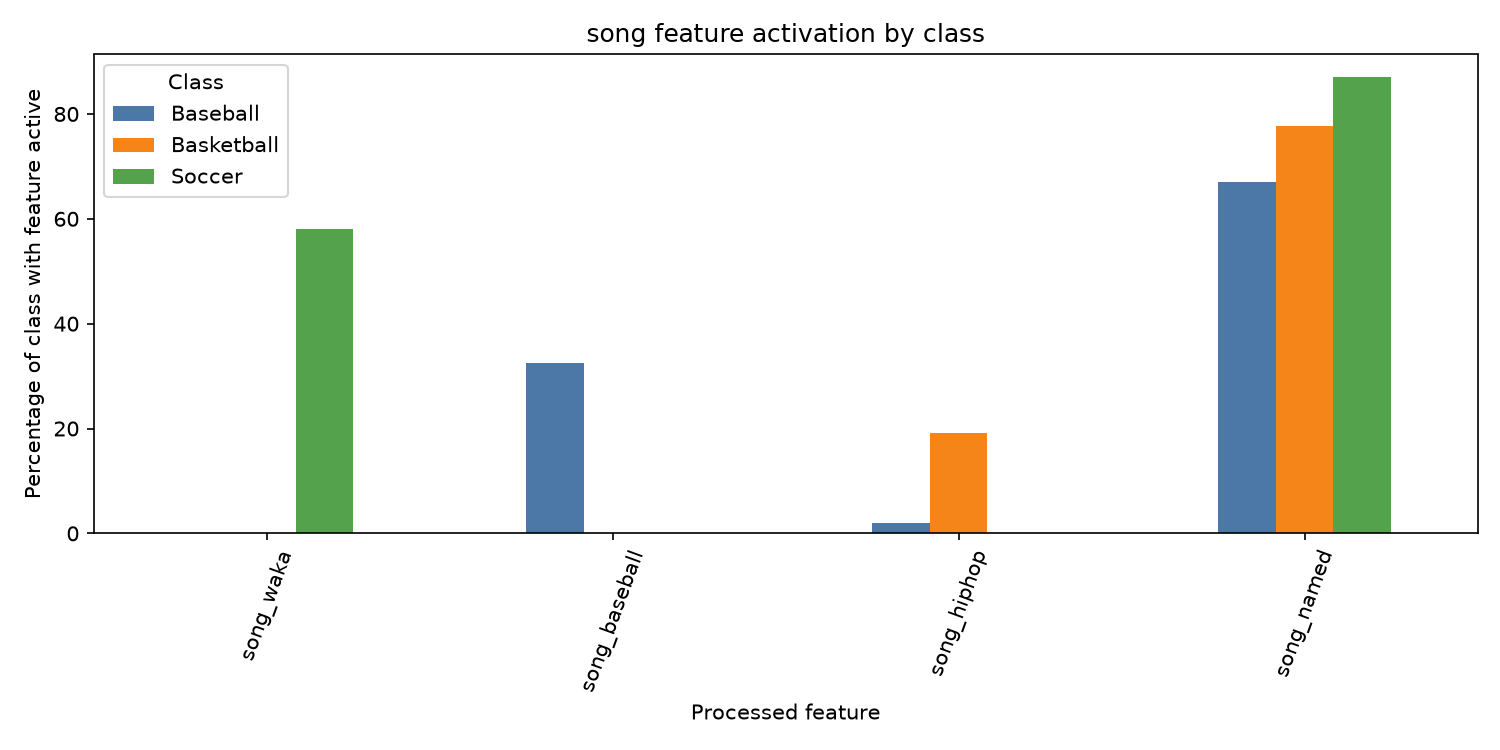 song feature activation by class
Class
Baseball
Basketball
Soccer
Percentage of class with feature active
80
60
40
20
0
song_waka
song_baseball
song_hiphop
song_named
Processed feature